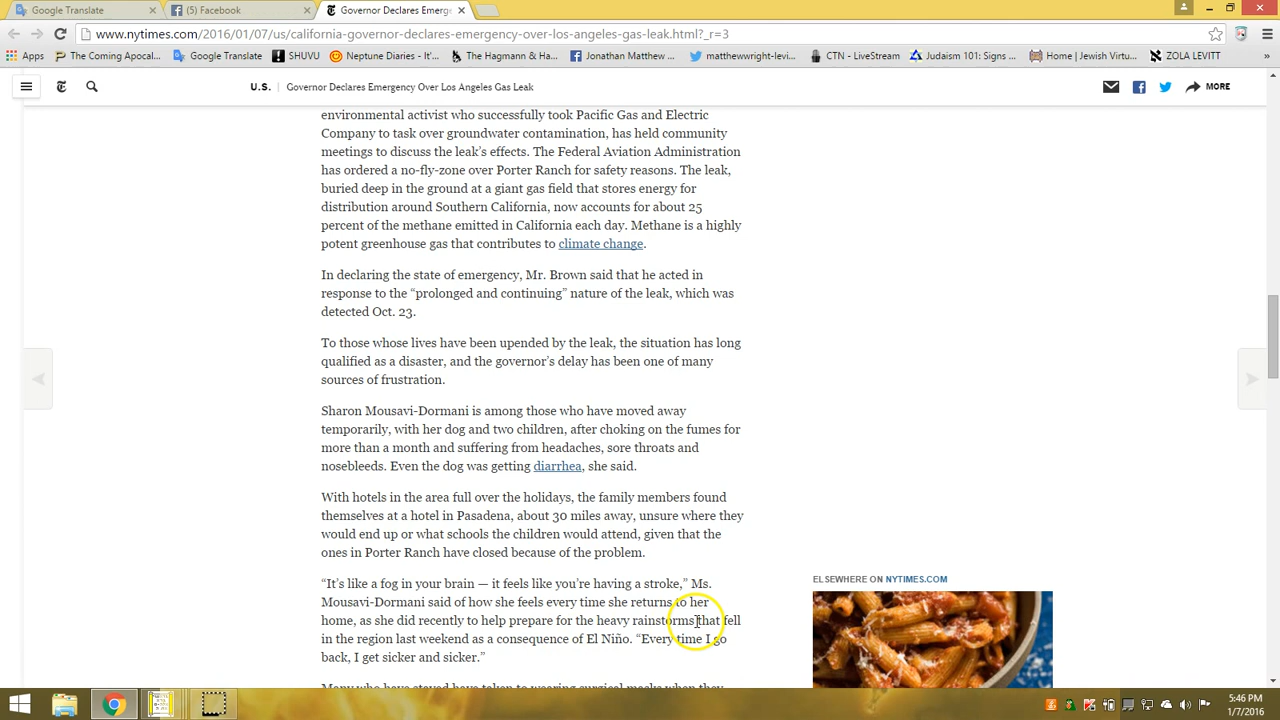 Google Translate
(5) Facebook
Governor Declares Emerge
www.nytimes.com/2016/01/07/us/california-governor-declares-emergency-over-los-angeles-gas-leak.html?_r=3
Apps
The Coming Apocal...
Google Translate
SHUVU
Neptune Diaries - It...
The Hagmann & Ha...
Jonathan Matthew ...
matthewwright-levi...
CTN - LiveStream
Judaism 101: Signs ...
Home | Jewish Virtu...
ZOLA LEVITT
»
U.S. | Governor Declares Emergency Over Los Angeles Gas Leak
MORE
environmental activist who successfully took Pacific Gas and Electric
Company to task over groundwater contamination, has held community
meetings to discuss the leak’s effects. The Federal Aviation Administration
has ordered a no-fly-zone over Porter Ranch for safety reasons. The leak,
buried deep in the ground at a giant gas field that stores energy for
distribution around Southern California, now accounts for about 25
percent of the methane emitted in California each day. Methane is a highly
potent greenhouse gas that contributes to climate change.
In declaring the state of emergency, Mr. Brown said that he acted in
response to the “prolonged and continuing” nature of the leak, which was
detected Oct. 23.
To those whose lives have been upended by the leak, the situation has long
qualified as a disaster, and the governor’s delay has been one of many
sources of frustration.
Sharon Mousavi-Dormani is among those who have moved away
temporarily, with her dog and two children, after choking on the fumes for
more than a month and suffering from headaches, sore throats and
nosebleeds. Even the dog was getting diarrhea, she said.
With hotels in the area full over the holidays, the family members found
themselves at a hotel in Pasadena, about 30 miles away, unsure where they
would end up or what schools the children would attend, given that the
ones in Porter Ranch have closed because of the problem.
“It’s like a fog in your brain — it feels like you’re having a stroke,” Ms.
Mousavi-Dormani said of how she feels every time she returns to her
home, as she did recently to help prepare for the heavy rainstorms that fell
in the region last weekend as a consequence of El Niño. “Every time I go
back, I get sicker and sicker.”
Many who have stayed have taken to wearing surgical masks when they
ELSEWHERE ON NYTIMES.COM
5:46 PM
1/7/2016